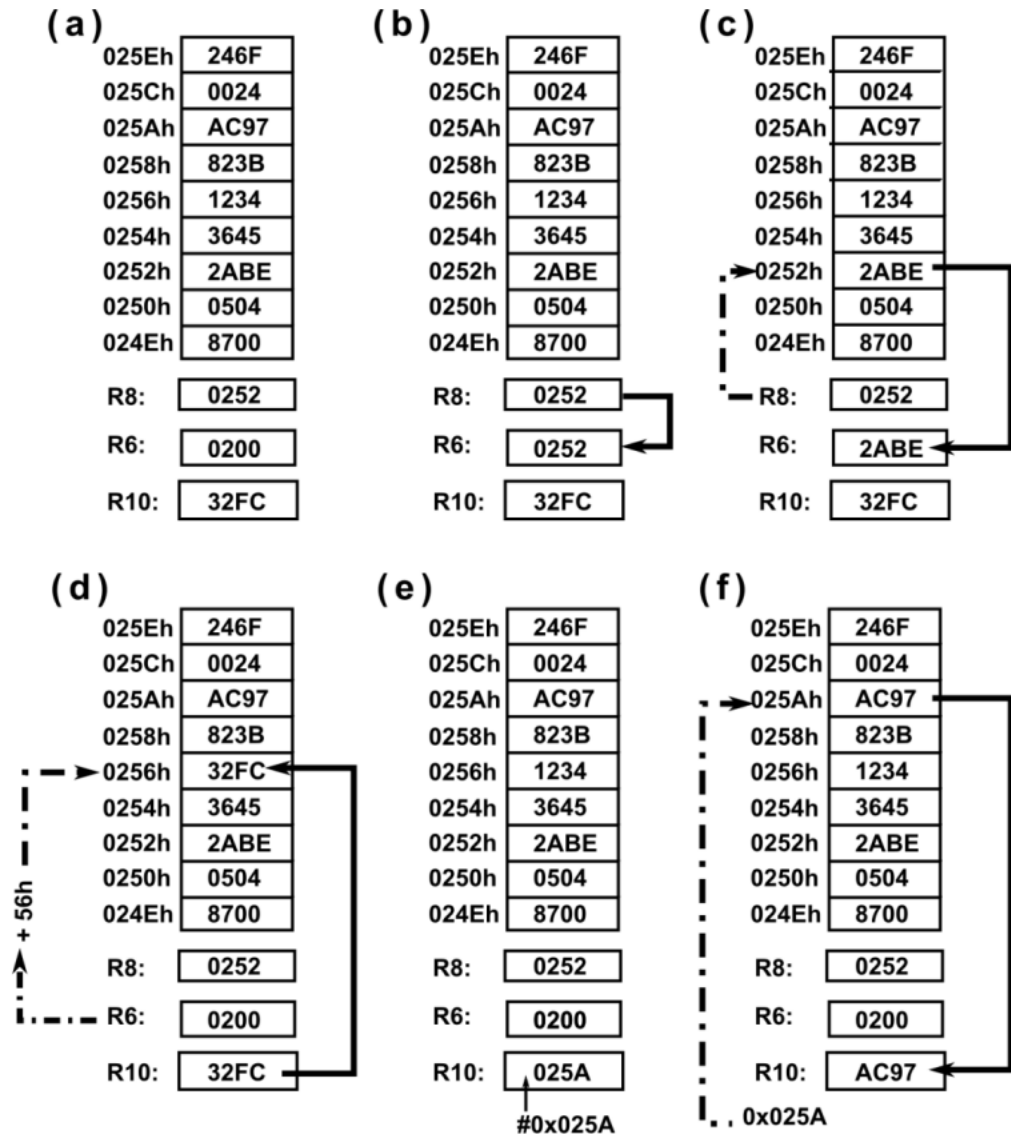 (a)
025Eh 246F
025Ch 0024
025Ah AC97
0258h 823B
0256h 1234
0254h 3645
0252h 2ABE
0250h 0504
024Eh 8700
R8: 0252
R6: 0200
R10: 32FC
(b)
025Eh 246F
025Ch 0024
025Ah AC97
0258h 823B
0256h 1234
0254h 3645
0252h 2ABE
0250h 0504
024Eh 8700
R8: 0252
R6: 0252
R10: 32FC
(c)
025Eh 246F
025Ch 0024
025Ah AC97
0258h 823B
0256h 1234
0254h 3645
0252h 2ABE
0250h 0504
024Eh 8700
R8: 0252
R6: 2ABE
R10: 32FC
(d)
025Eh 246F
025Ch 0024
025Ah AC97
0258h 823B
0256h 32FC
0254h 3645
0252h 2ABE
0250h 0504
024Eh 8700
+ 56h
R8: 0252
R6: 0200
R10: 32FC
(e)
025Eh 246F
025Ch 0024
025Ah AC97
0258h 823B
0256h 1234
0254h 3645
0252h 2ABE
0250h 0504
024Eh 8700
R8: 0252
R6: 0200
R10: 025A
#0x025A
(f)
025Eh 246F
025Ch 0024
025Ah AC97
0258h 823B
0256h 1234
0254h 3645
0252h 2ABE
0250h 0504
024Eh 8700
R8: 0252
R6: 0200
R10: AC97
0x025A